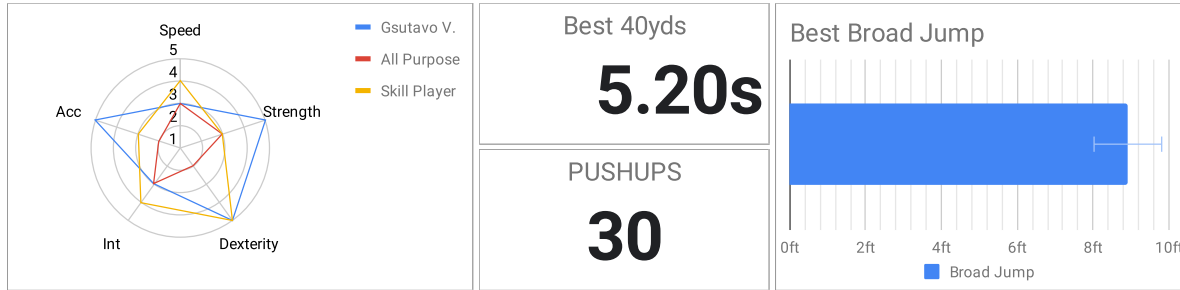 Speed
5
4
3
2
1
Acc
Strength
Int
Dexterity
Gsutavo V.
All Purpose
Skill Player
Best 40yds
5.20s
PUSHUPS
30
Best Broad Jump
0ft 2ft 4ft 6ft 8ft 10ft
Broad Jump